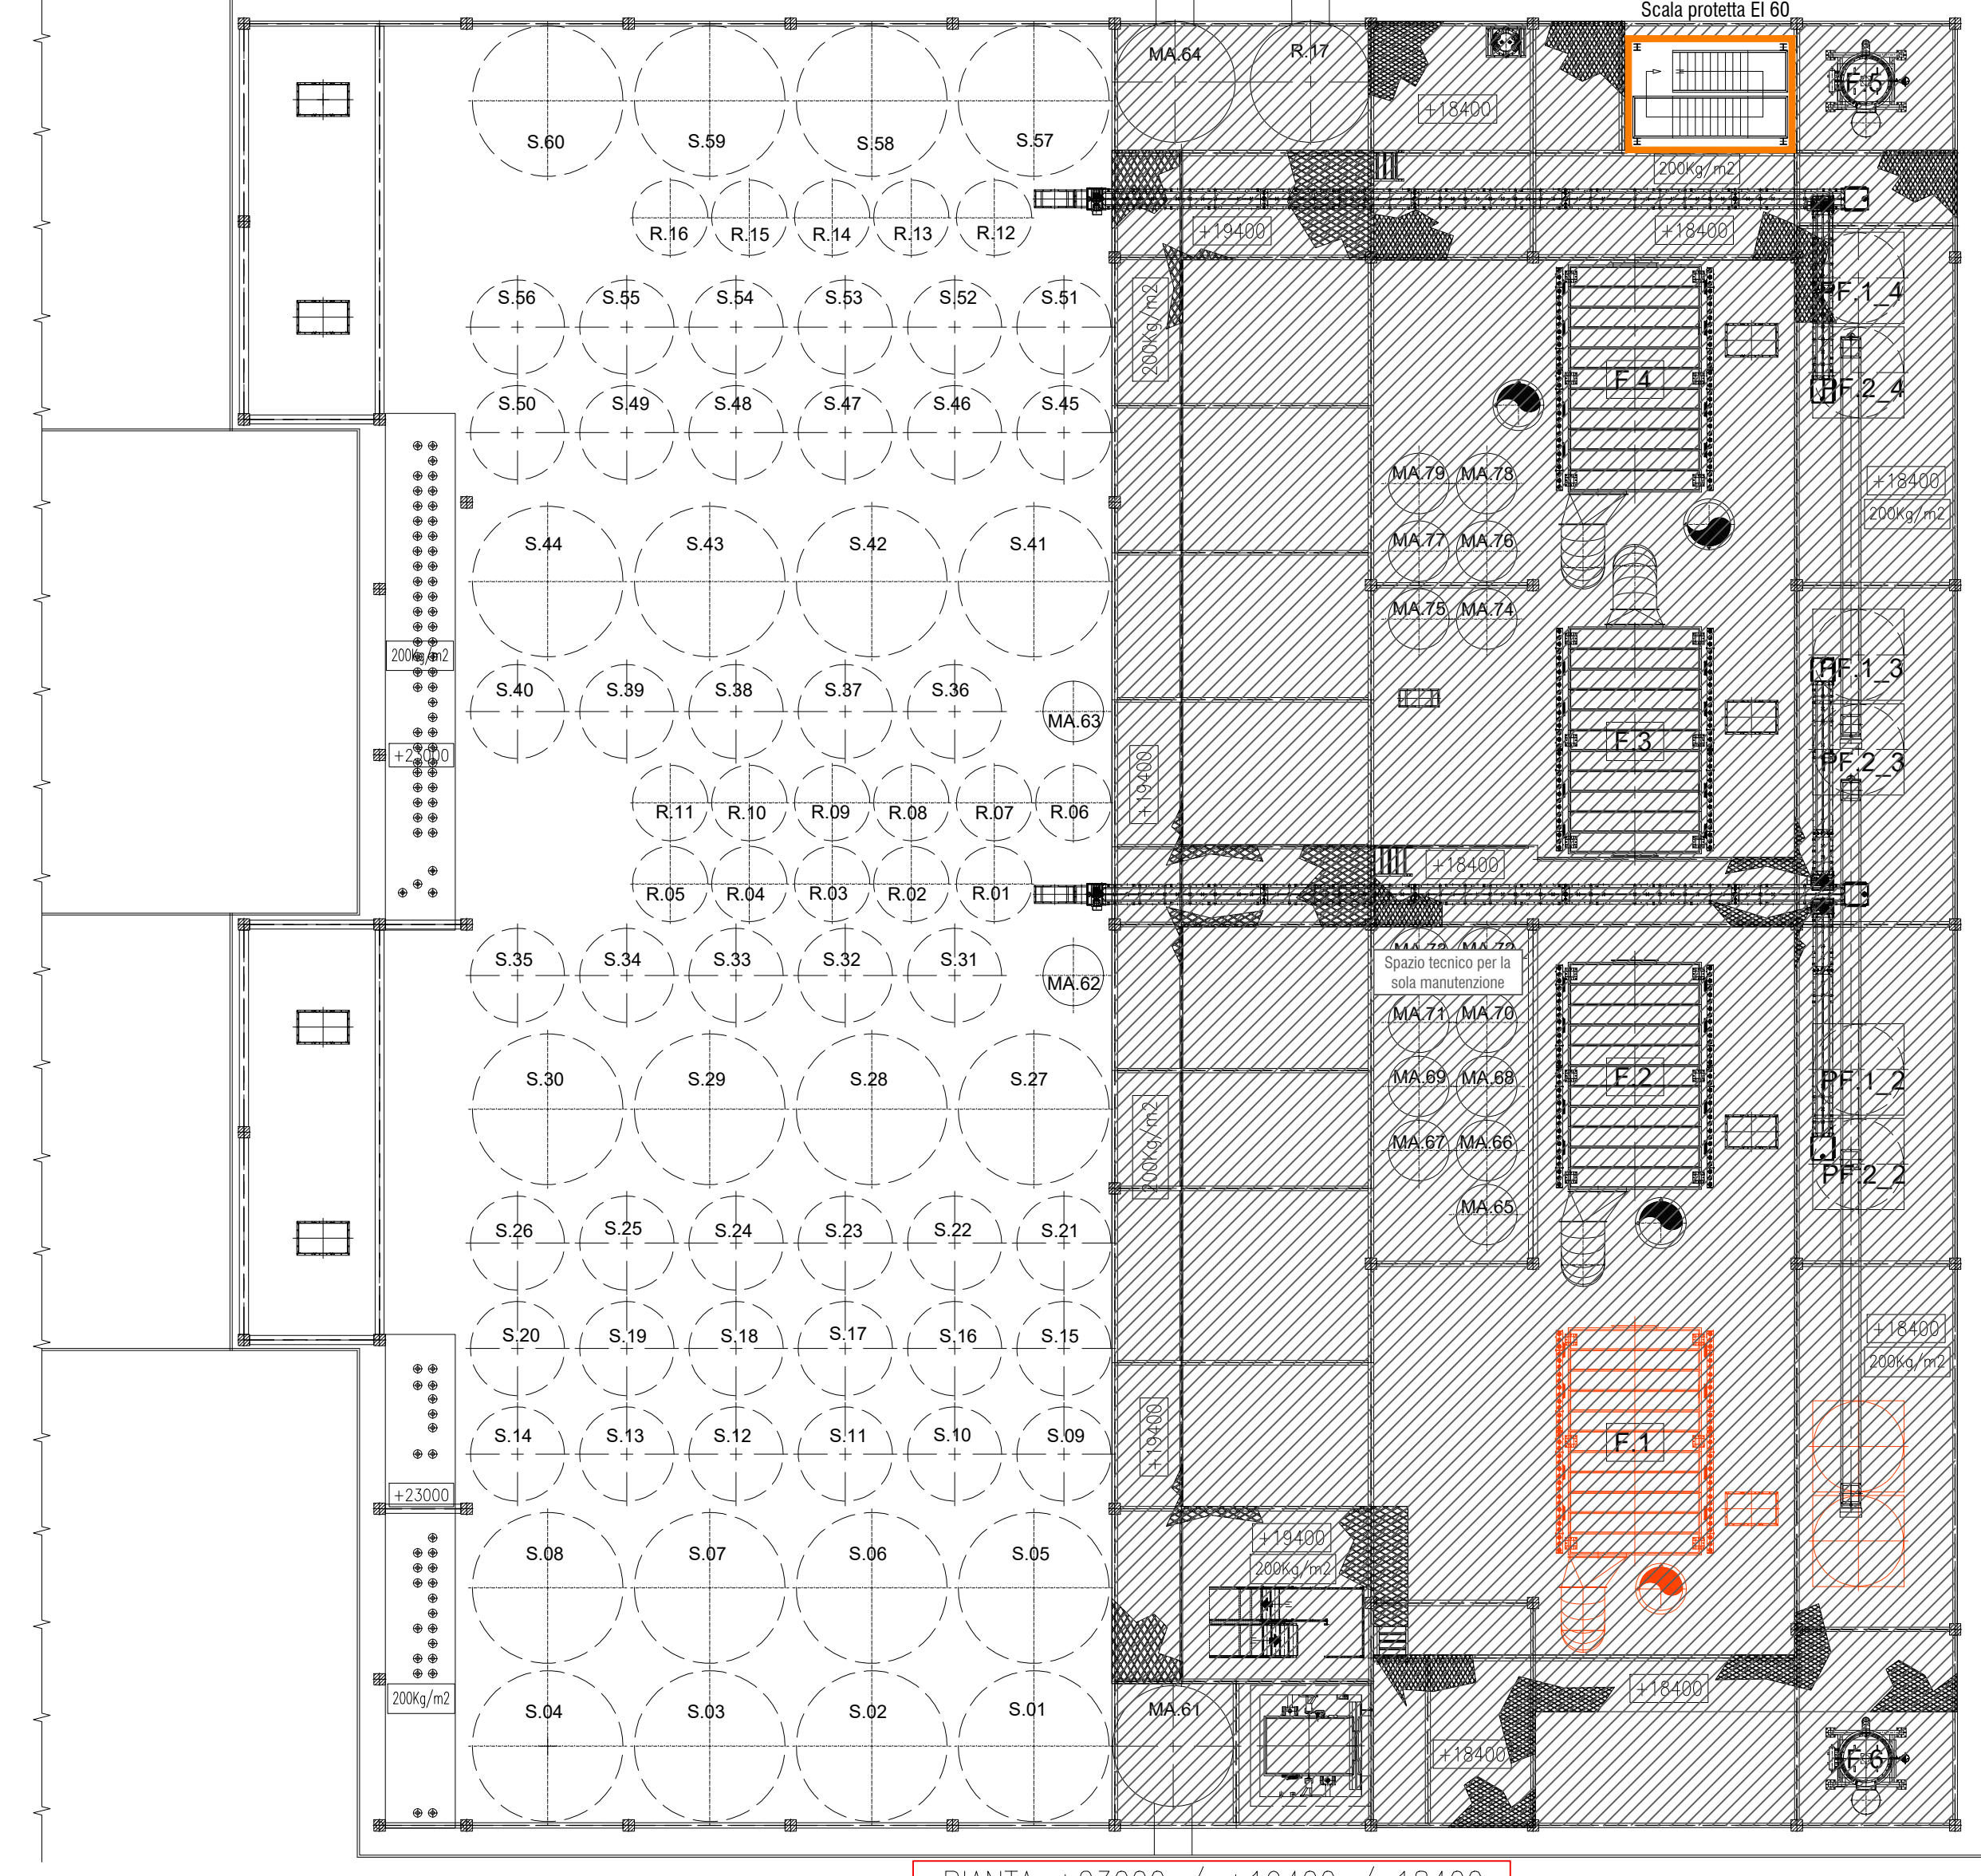 Scala protetta EI 60
MA.64
R.17
F.5
+18400
S.60
S.59
S.58
S.57
200Kg/m2
R.16
R.15
R.14
R.13
R.12
+19400
+18400
S.56
S.55
S.54
S.53
S.52
S.51
200Kg/m2
PF.1_4
F.4
PF.2_4
S.50
S.49
S.48
S.47
S.46
S.45
MA.79
MA.78
+18400
200Kg/m2
S.44
S.43
S.42
S.41
MA.77
MA.76
MA.75
MA.74
200Kg/m2
S.40
S.39
S.38
S.37
S.36
MA.63
PF.1_3
F.3
+23000
+19400
PF.2_3
R.11
R.10
R.09
R.08
R.07
R.06
+18400
R.05
R.04
R.03
R.02
R.01
S.35
S.34
S.33
S.32
S.31
MA.62
Spazio tecnico per la
sola manutenzione
MA.71
MA.70
S.30
S.29
S.28
S.27
MA.69
MA.68
F.2
PF.1_2
200Kg/m2
MA.67
MA.66
PF.2_2
MA.65
S.26
S.25
S.24
S.23
S.22
S.21
S.20
S.19
S.18
S.17
S.16
S.15
+18400
200Kg/m2
S.14
S.13
S.12
S.11
S.10
S.09
+19400
F.1
+23000
+19400
200Kg/m2
S.08
S.07
S.06
S.05
200Kg/m2
+18400
S.04
S.03
S.02
S.01
MA.61
+18400
F.6